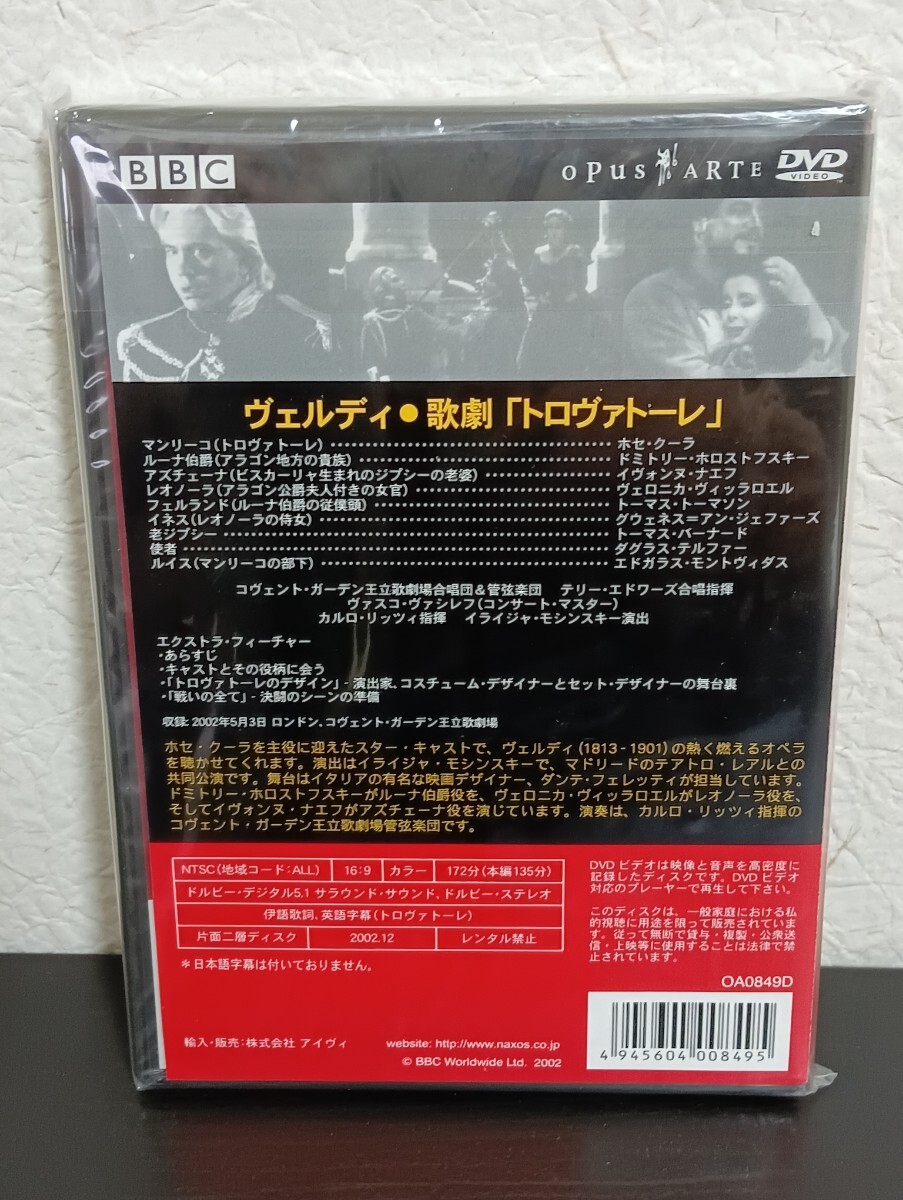 BBC
OPUS ARTE
DVD
VIDEO
ヴェルディ●歌劇「トロヴァトーレ」
マンリーコ(トロヴァトーレ)……………ホセ・クーラ
ルーナ伯爵(アラゴン地方の貴族)……………ドミトリー・ホロストフスキー
アズチェーナ(ビスカーリャ生まれのジプシーの老婆)……………イヴォンヌ・ナエフ
レオノーラ(アラゴン公爵夫人付きの女官)……………ヴェロニカ・ヴィッラロエル
フェルランド(ルーナ伯爵の従僕頭)……………トーマス・トーマソン
イネス(レオノーラの侍女)……………グウェネス=アン・ジェファーズ
老ジプシー……………トーマス・バーナード
使者……………ダグラス・テルファー
ルイス(マンリーコの部下)……………エドガラス・モントヴィダス
コヴェント・ガーデン王立歌劇場合唱団&管弦楽団 テリー・エドワーズ合唱指揮
ヴァスコ・ヴァシレフ(コンサート・マスター)
カルロ・リッツィ指揮 イライジャ・モシンスキー演出
エクストラ・フィーチャー
・あらすじ
・キャストとその役柄に会う
・「トロヴァトーレのデザイン」- 演出家、コスチューム・デザイナーとセット・デザイナーの舞台裏
・「戦いの全て」- 決闘のシーンの準備
収録: 2002年5月3日 ロンドン、コヴェント・ガーデン王立歌劇場
ホセ・クーラを主役に迎えたスター・キャストで、ヴェルディ(1813-1901)の熱く燃えるオペラ
を聴かせてくれます。演出はイライジャ・モシンスキーで、マドリードのテアトロ・レアルとの
共同公演です。舞台はイタリアの有名な映画デザイナー、ダンテ・フェレッティが担当しています。
ドミトリー・ホロストフスキーがルーナ伯爵役を、ヴェロニカ・ヴィッラロエルがレオノーラ役を、
そしてイヴォンヌ・ナエフがアズチェーナ役を演じています。演奏は、カルロ・リッツィ指揮の
コヴェント・ガーデン王立歌劇場管弦楽団です。
NTSC(地域コード:ALL) 16:9 カラー 172分(本編135分)
ドルビー・デジタル5.1 サラウンド・サウンド, ドルビー・ステレオ
伊語歌詞、英語字幕(トロヴァトーレ)
片面二層ディスク 2002.12 レンタル禁止
*日本語字幕は付いておりません。
DVDビデオは映像と音声を高密度に
記録したディスクです。DVDビデオ
対応のプレーヤーで再生して下さい。
このディスクは、一般家庭における私
的視聴に用途を限って販売されていま
す。従って無断で貸与・複製・公衆送
信・上映等に使用することは法律で禁
止されています。
OA0849D
4 945604 008495
輸入・販売:株式会社 アイヴィ
website: http://www.naxos.co.jp
© BBC Worldwide Ltd. 2002